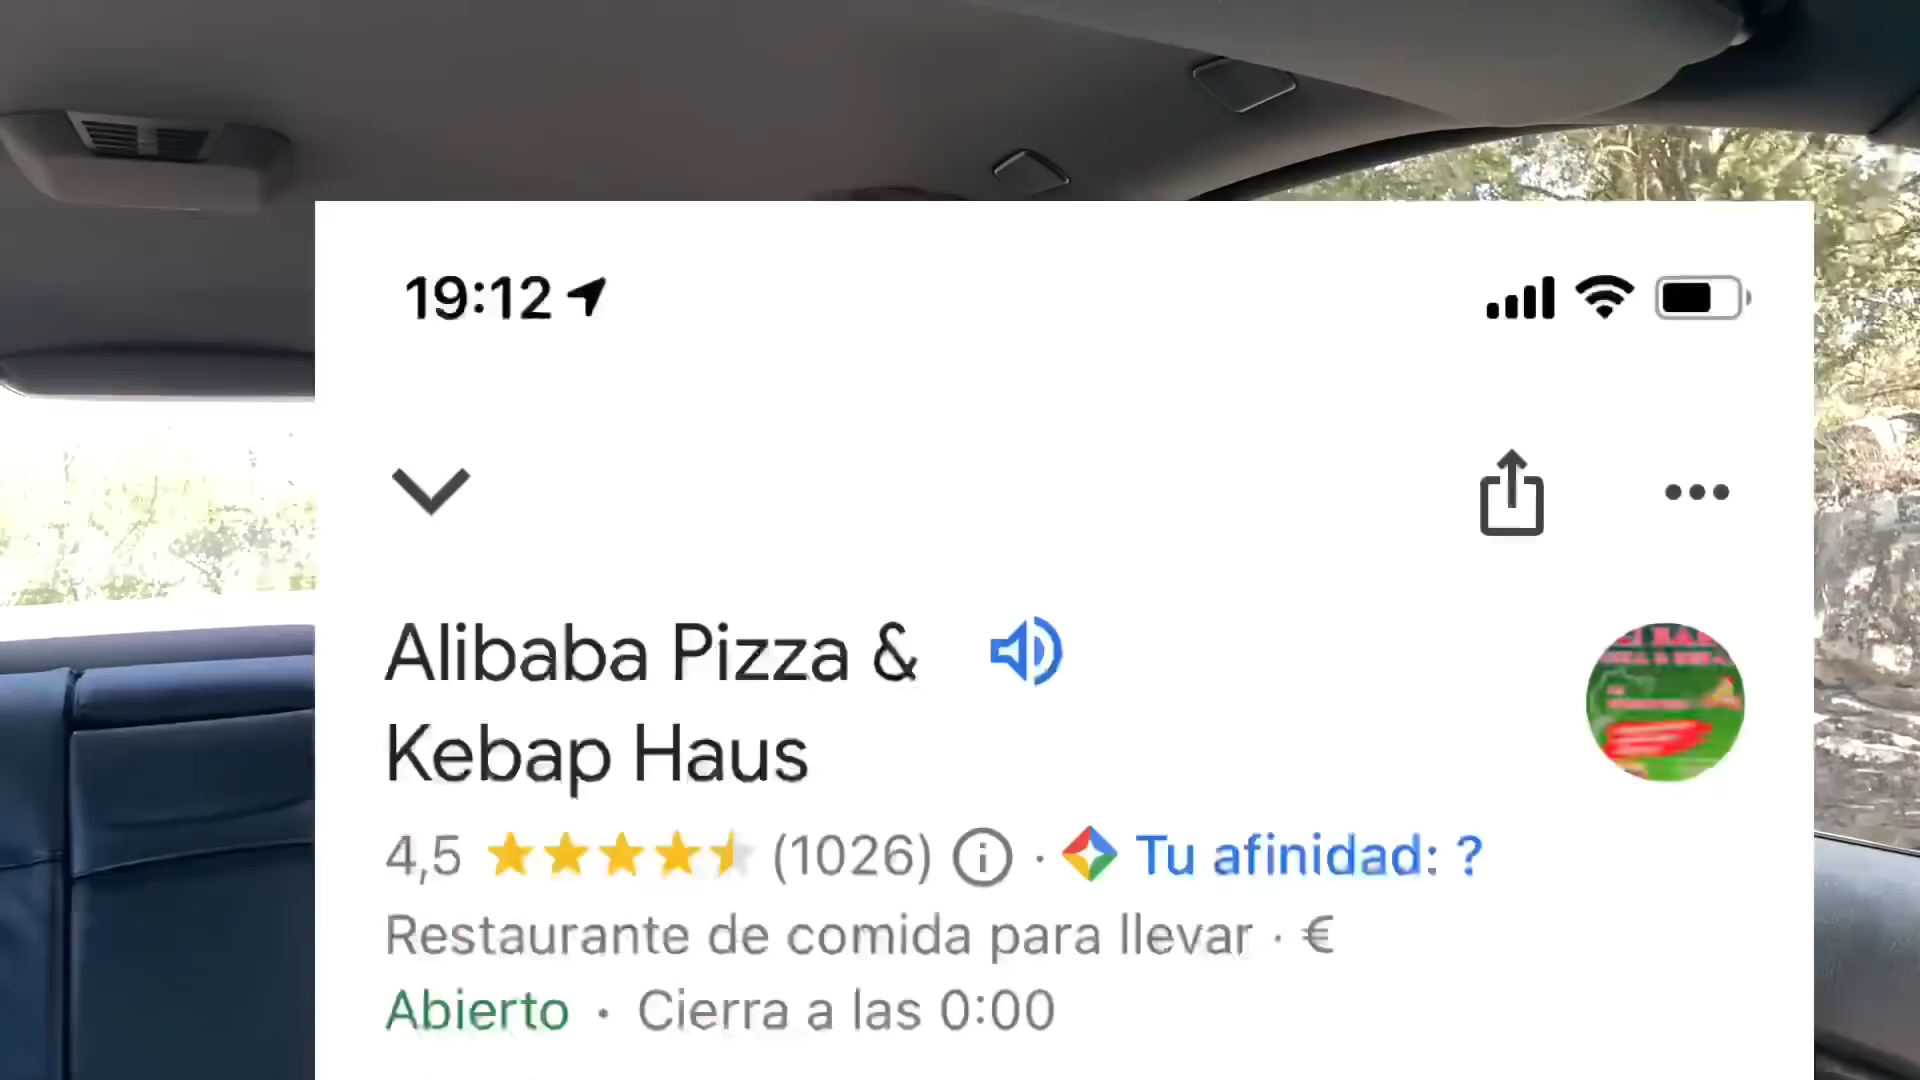 19:12
Alibaba Pizza &
Kebap Haus
4,5 (1026) · Tu afinidad: ?
Restaurante de comida para llevar · €
Abierto · Cierra a las 0:00